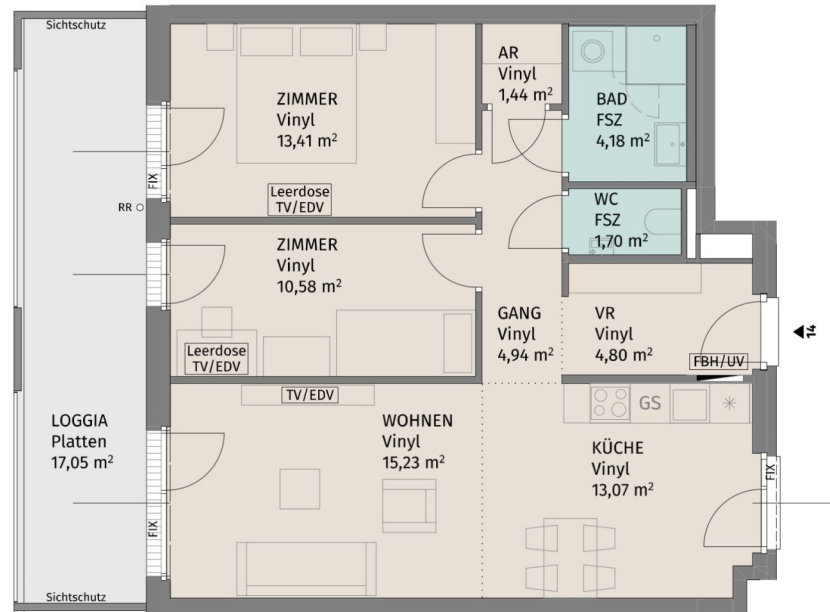 Sichtschutz
ZIMMER
Vinyl
13,41 m²
Leerdose
TV/EDV
AR
Vinyl
1,44 m²
BAD
FSZ
4,18 m²
FIX
RR
WC
FSZ
1,70 m²
ZIMMER
Vinyl
10,58 m²
Leerdose
TV/EDV
GANG
Vinyl
4,94 m²
VR
Vinyl
4,80 m²
FBH/UV
14
LOGGIA
Platten
17,05 m²
TV/EDV
WOHNEN
Vinyl
15,23 m²
GS
KÜCHE
Vinyl
13,07 m²
FIX
FIX
Sichtschutz